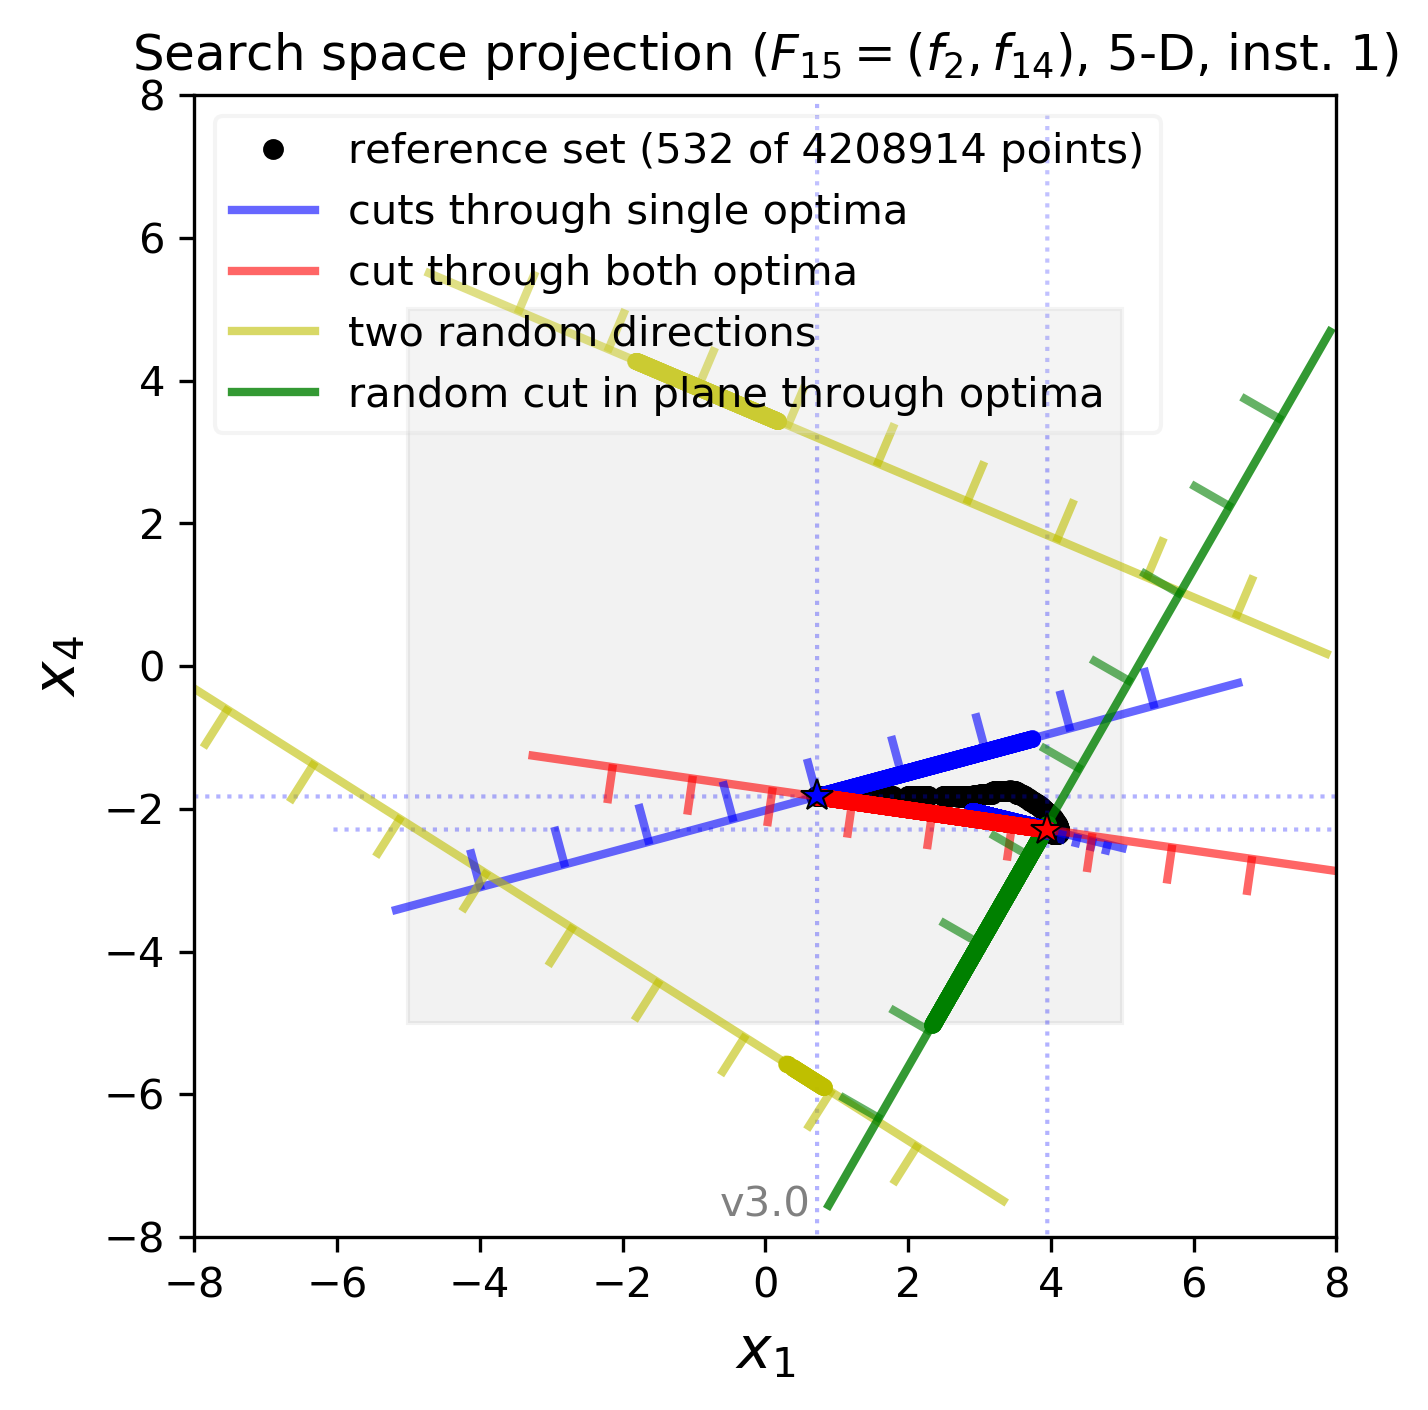 Search space projection (F15 = (f2, f14), 5-D, inst. 1)
8
reference set (532 of 4208914 points)
cuts through single optima
6
cut through both optima
two random directions
4
random cut in plane through optima
2
x4
0
−2
−4
−6
v3.0
−8
−8 −6 −4 −2 0 2 4 6 8
x1